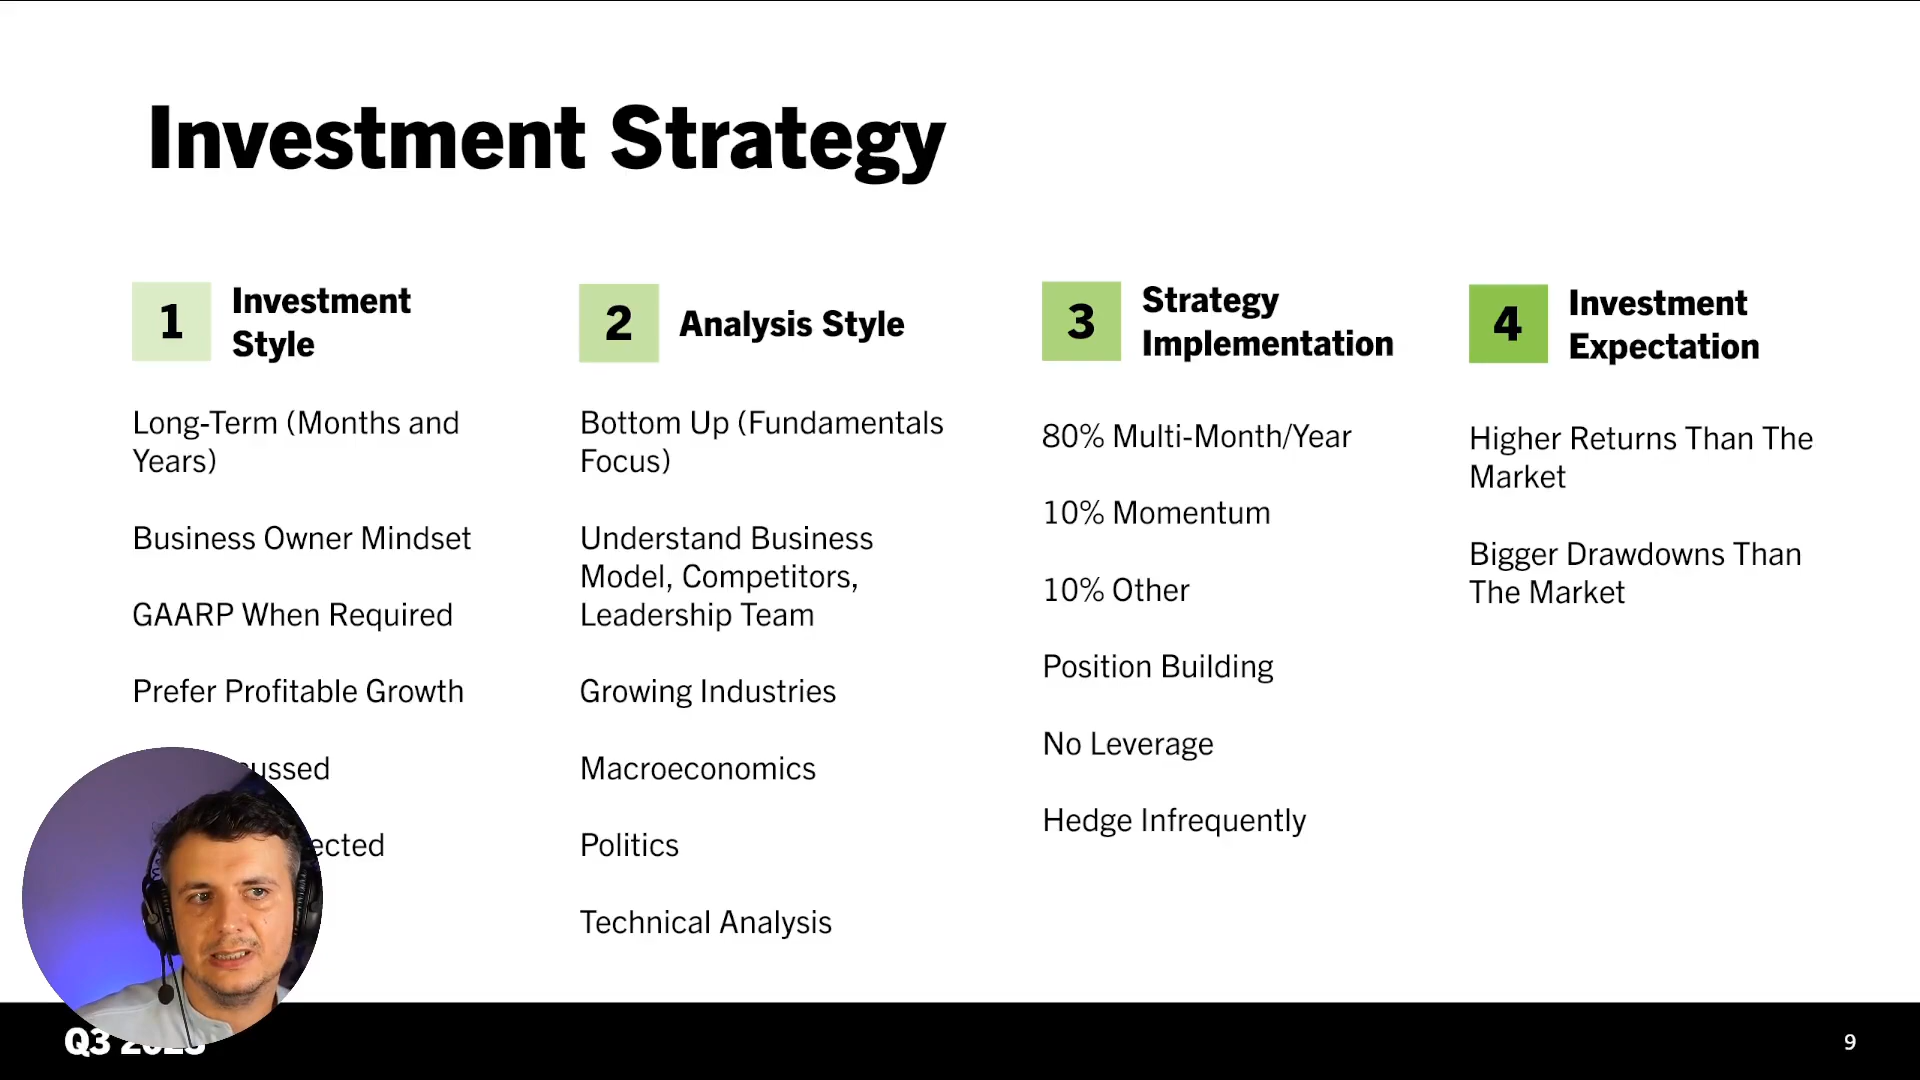 Investment Strategy
1
Investment
Style
Long-Term (Months and
Years)
Business Owner Mindset
GAARP When Required
Prefer Profitable Growth
2
Analysis Style
Bottom Up (Fundamentals
Focus)
Understand Business
Model, Competitors,
Leadership Team
Growing Industries
Macroeconomics
Politics
Technical Analysis
3
Strategy
Implementation
80% Multi-Month/Year
10% Momentum
10% Other
Position Building
No Leverage
Hedge Infrequently
4
Investment
Expectation
Higher Returns Than The
Market
Bigger Drawdowns Than
The Market
Q3
9